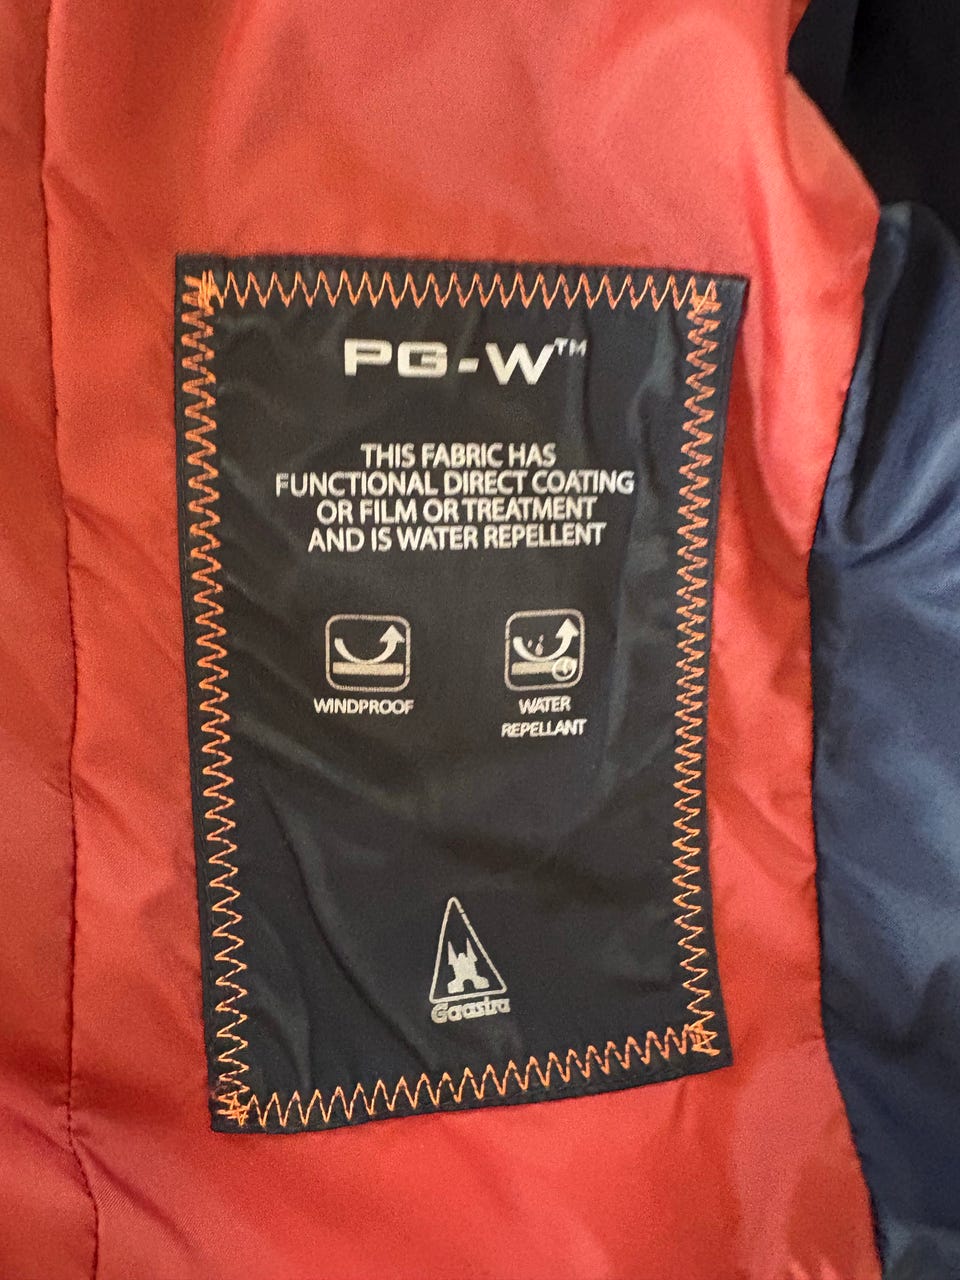 PG-W™
THIS FABRIC HAS
FUNCTIONAL DIRECT COATING
OR FILM OR TREATMENT
AND IS WATER REPELLENT
WINDPROOF
WATER
REPELLANT
Gaastra